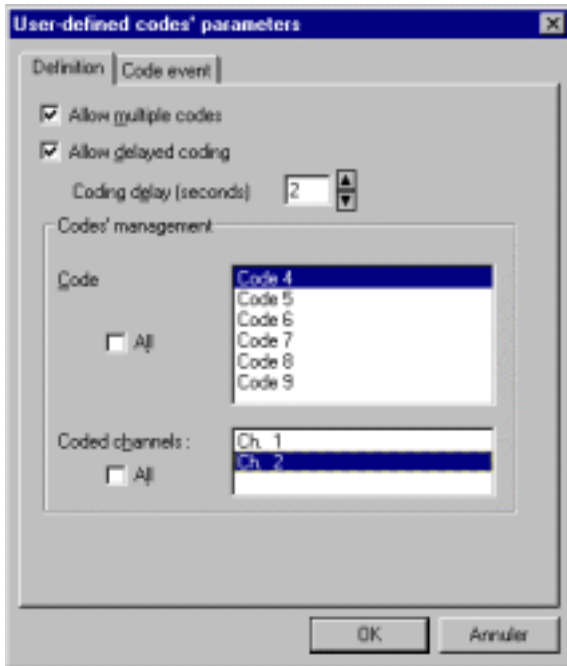 User-defined codes' parameters
Definition
Code event
Allow multiple codes
Allow delayed coding
Coding delay (seconds) 2
Codes' management
Code
Code 4
Code 5
Code 6
Code 7
Code 8
Code 9
All
Coded channels :
Ch. 1
Ch. 2
All
OK
Annuler